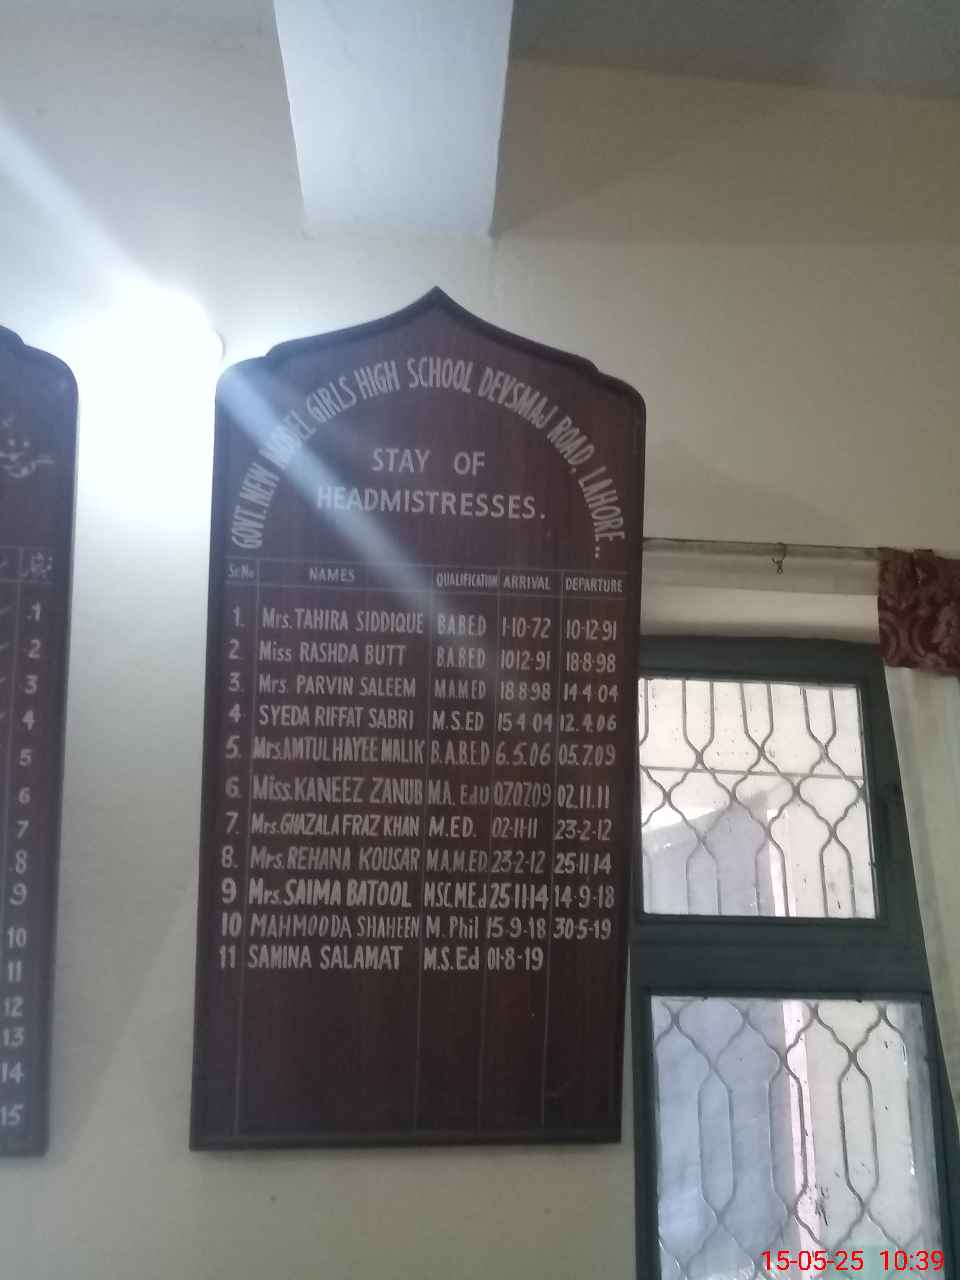 GOVT. NEW MODEL GIRLS HIGH SCHOOL DEVSMAJ ROAD, LAHORE..
STAY OF
HEADMISTRESSES.
Sr.No NAMES QUALIFICATION ARRIVAL DEPARTURE
1. Mrs. TAHIRA SIDDIQUE B.A.B.E.D 1-10-72 10-12-91
2. Miss RASHDA BUTT B.A.B.E.D 10 12-91 18-8-98
3. Mrs. PARVIN SALEEM M.A M.ED 18 8-98 14 4 04
4. SYEDA RIFFAT SABRI M.S.ED 15 4 04 12.4.06
5. Mrs. AMTUL HAYEE MALIK B.A.B.E.D 6.5.06 05.7.09
6. Miss. KANEEZ ZANUB M.A. EdU 070709 02.11.11
7. Mrs. GHAZALA FRAZ KHAN M.ED. 02-11-11 23-2-12
8. Mrs. REHANA KOUSAR M.A.M.ED 23-2-12 25-11-14
9 Mrs. SAIMA BATOOL MSC M.Ed 25-11-14 14-9-18
10 MAHMOODA SHAHEEN M. Phil 15-9-18 30-5-19
11 SAMINA SALAMAT M.S.Ed 01-8-19
.1
.2
3
4
5
6
7
.8
9
10
11
12
13
14
15
15-05-25 10:39